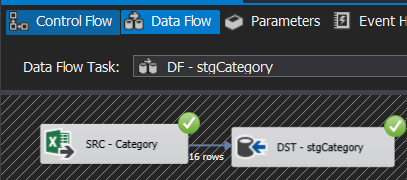 Control Flow Data Flow Parameters Event H
Data Flow Task: DF - stgCategory
SRC - Category DST - stgCategory
16 rows